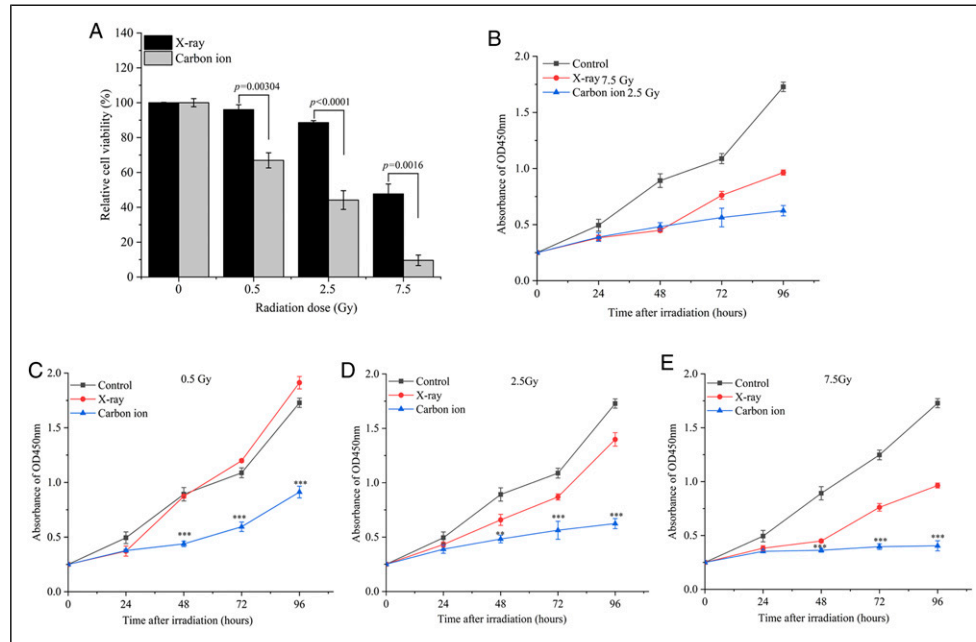 A
X-ray
Carbon ion
Relative cell viability (%)
140
120
100
80
60
40
20
0
p=0.00304
p<0.0001
p=0.0016
0 0.5 2.5 7.5
Radiation dose (Gy)
B
Control
X-ray 7.5 Gy
Carbon ion 2.5 Gy
Absorbance of OD450nm
2.0
1.5
1.0
0.5
0.0
0 24 48 72 96
Time after irradiation (hours)
C
0.5 Gy
Control
X-ray
Carbon ion
Absorbance of OD450nm
2.0
1.5
1.0
0.5
0.0
*** *** ***
0 24 48 72 96
Time after irradiation (hours)
D
2.5Gy
Control
X-ray
Carbon ion
Absorbance of OD450nm
2.0
1.5
1.0
0.5
0.0
** *** ***
0 24 48 72 96
Time after irradiation (hours)
E
7.5Gy
Control
X-ray
Carbon ion
Absorbance of OD450nm
2.0
1.5
1.0
0.5
0.0
*** *** ***
0 24 48 72 96
Time after irradiation (hours)